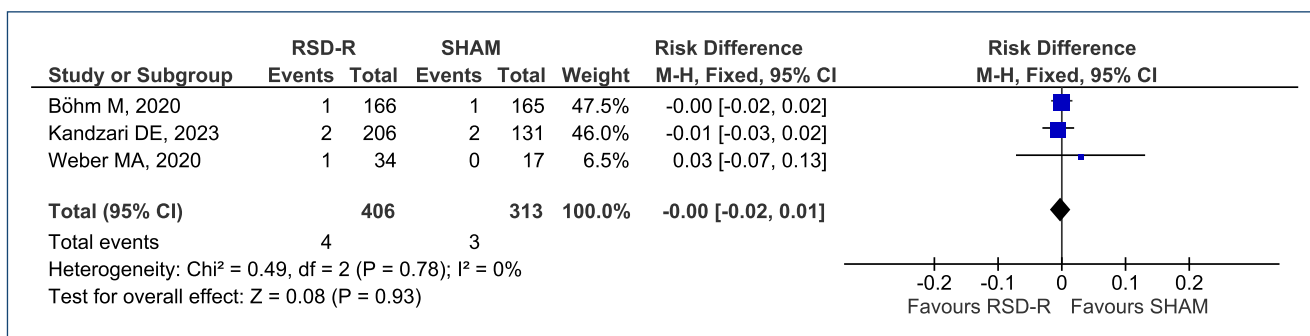 RSD-R SHAM Risk Difference Risk Difference
Study or Subgroup Events Total Events Total Weight M-H, Fixed, 95% CI M-H, Fixed, 95% CI
Böhm M, 2020 1 166 1 165 47.5% -0.00 [-0.02, 0.02]
Kandzari DE, 2023 2 206 2 131 46.0% -0.01 [-0.03, 0.02]
Weber MA, 2020 1 34 0 17 6.5% 0.03 [-0.07, 0.13]
Total (95% CI) 406 313 100.0% -0.00 [-0.02, 0.01]
Total events 4 3
Heterogeneity: Chi² = 0.49, df = 2 (P = 0.78); I² = 0%
Test for overall effect: Z = 0.08 (P = 0.93)
-0.2 -0.1 0 0.1 0.2
Favours RSD-R Favours SHAM